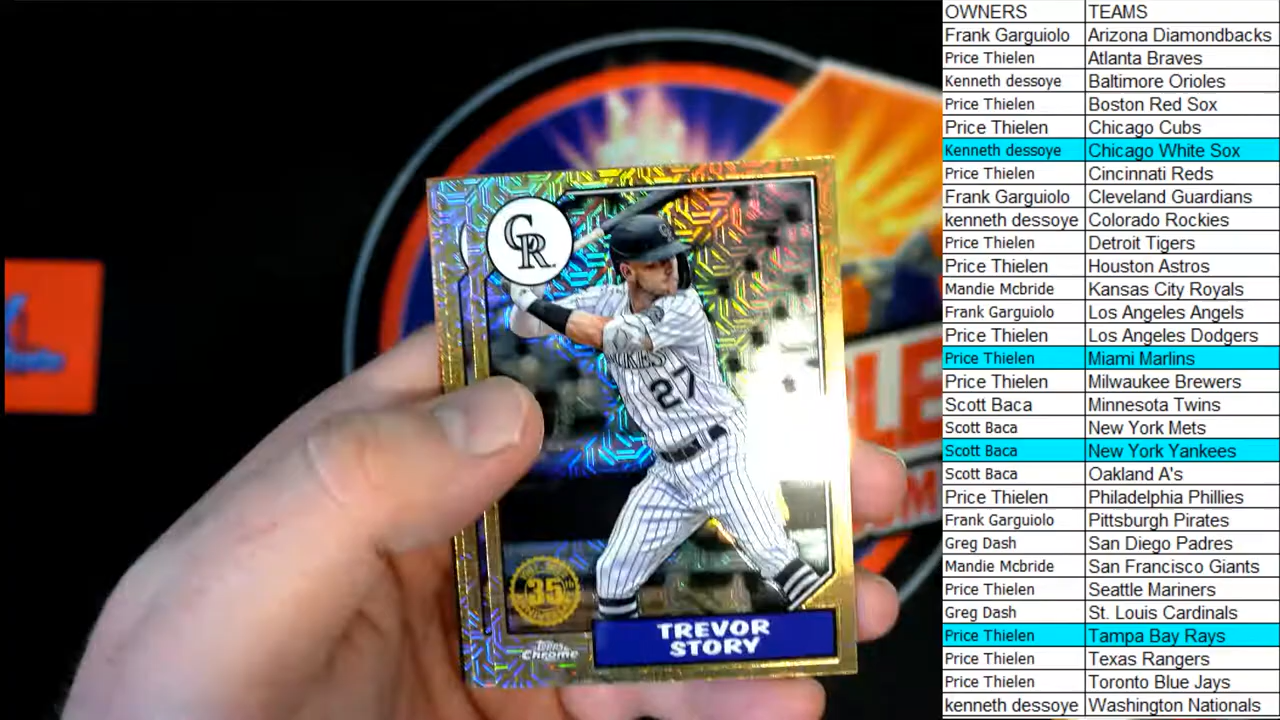 OWNERS TEAMS
Frank Garguiolo Arizona Diamondbacks
Price Thielen Atlanta Braves
Kenneth dessoye Baltimore Orioles
Price Thielen Boston Red Sox
Price Thielen Chicago Cubs
Kenneth dessoye Chicago White Sox
Price Thielen Cincinnati Reds
Frank Garguiolo Cleveland Guardians
kenneth dessoye Colorado Rockies
Price Thielen Detroit Tigers
Price Thielen Houston Astros
Mandie Mcbride Kansas City Royals
Frank Garguiolo Los Angeles Angels
Price Thielen Los Angeles Dodgers
Price Thielen Miami Marlins
Price Thielen Milwaukee Brewers
Scott Baca Minnesota Twins
Scott Baca New York Mets
Scott Baca New York Yankees
Scott Baca Oakland A's
Price Thielen Philadelphia Phillies
Frank Garguiolo Pittsburgh Pirates
Greg Dash San Diego Padres
Mandie Mcbride San Francisco Giants
Price Thielen Seattle Mariners
Greg Dash St. Louis Cardinals
Price Thielen Tampa Bay Rays
Price Thielen Texas Rangers
Price Thielen Toronto Blue Jays
kenneth dessoye Washington Nationals
CR
27
35
Topps
Chrome
TREVOR
STORY